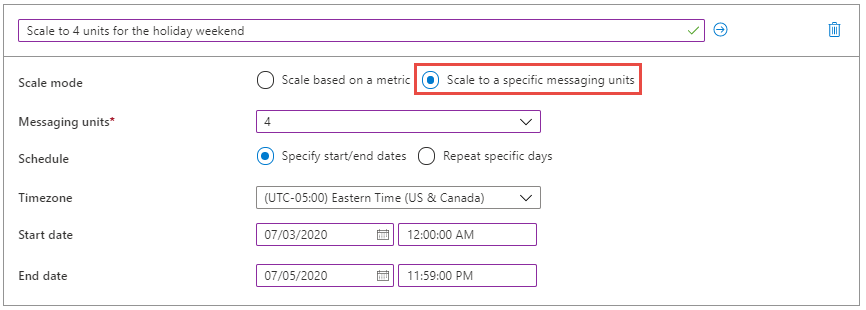 Scale to 4 units for the holiday weekend
Scale mode Scale based on a metric Scale to a specific messaging units
Messaging units* 4
Schedule Specify start/end dates Repeat specific days
Timezone (UTC-05:00) Eastern Time (US & Canada)
Start date 07/03/2020 12:00:00 AM
End date 07/05/2020 11:59:00 PM